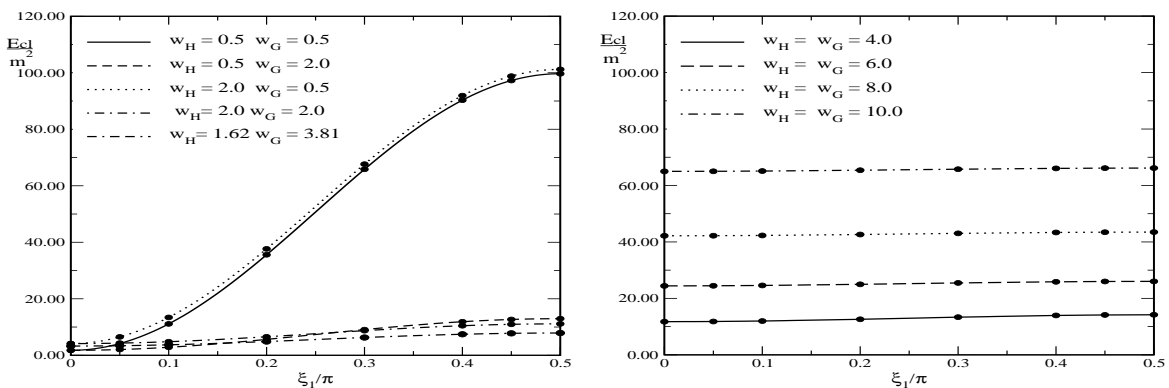 120.00
Ecl
m²
100.00
80.00
60.00
40.00
20.00
0.00
w_H = 0.5 w_G = 0.5
w_H = 0.5 w_G = 2.0
w_H = 2.0 w_G = 0.5
w_H = 2.0 w_G = 2.0
w_H= 1.62 w_G = 3.81
0 0.1 0.2 0.3 0.4 0.5
ξ₁/π
120.00
Ecl
m²
100.00
80.00
60.00
40.00
20.00
0.00
w_H = w_G = 4.0
w_H = w_G = 6.0
w_H = w_G = 8.0
w_H = w_G = 10.0
0 0.1 0.2 0.3 0.4 0.5
ξ₁/π